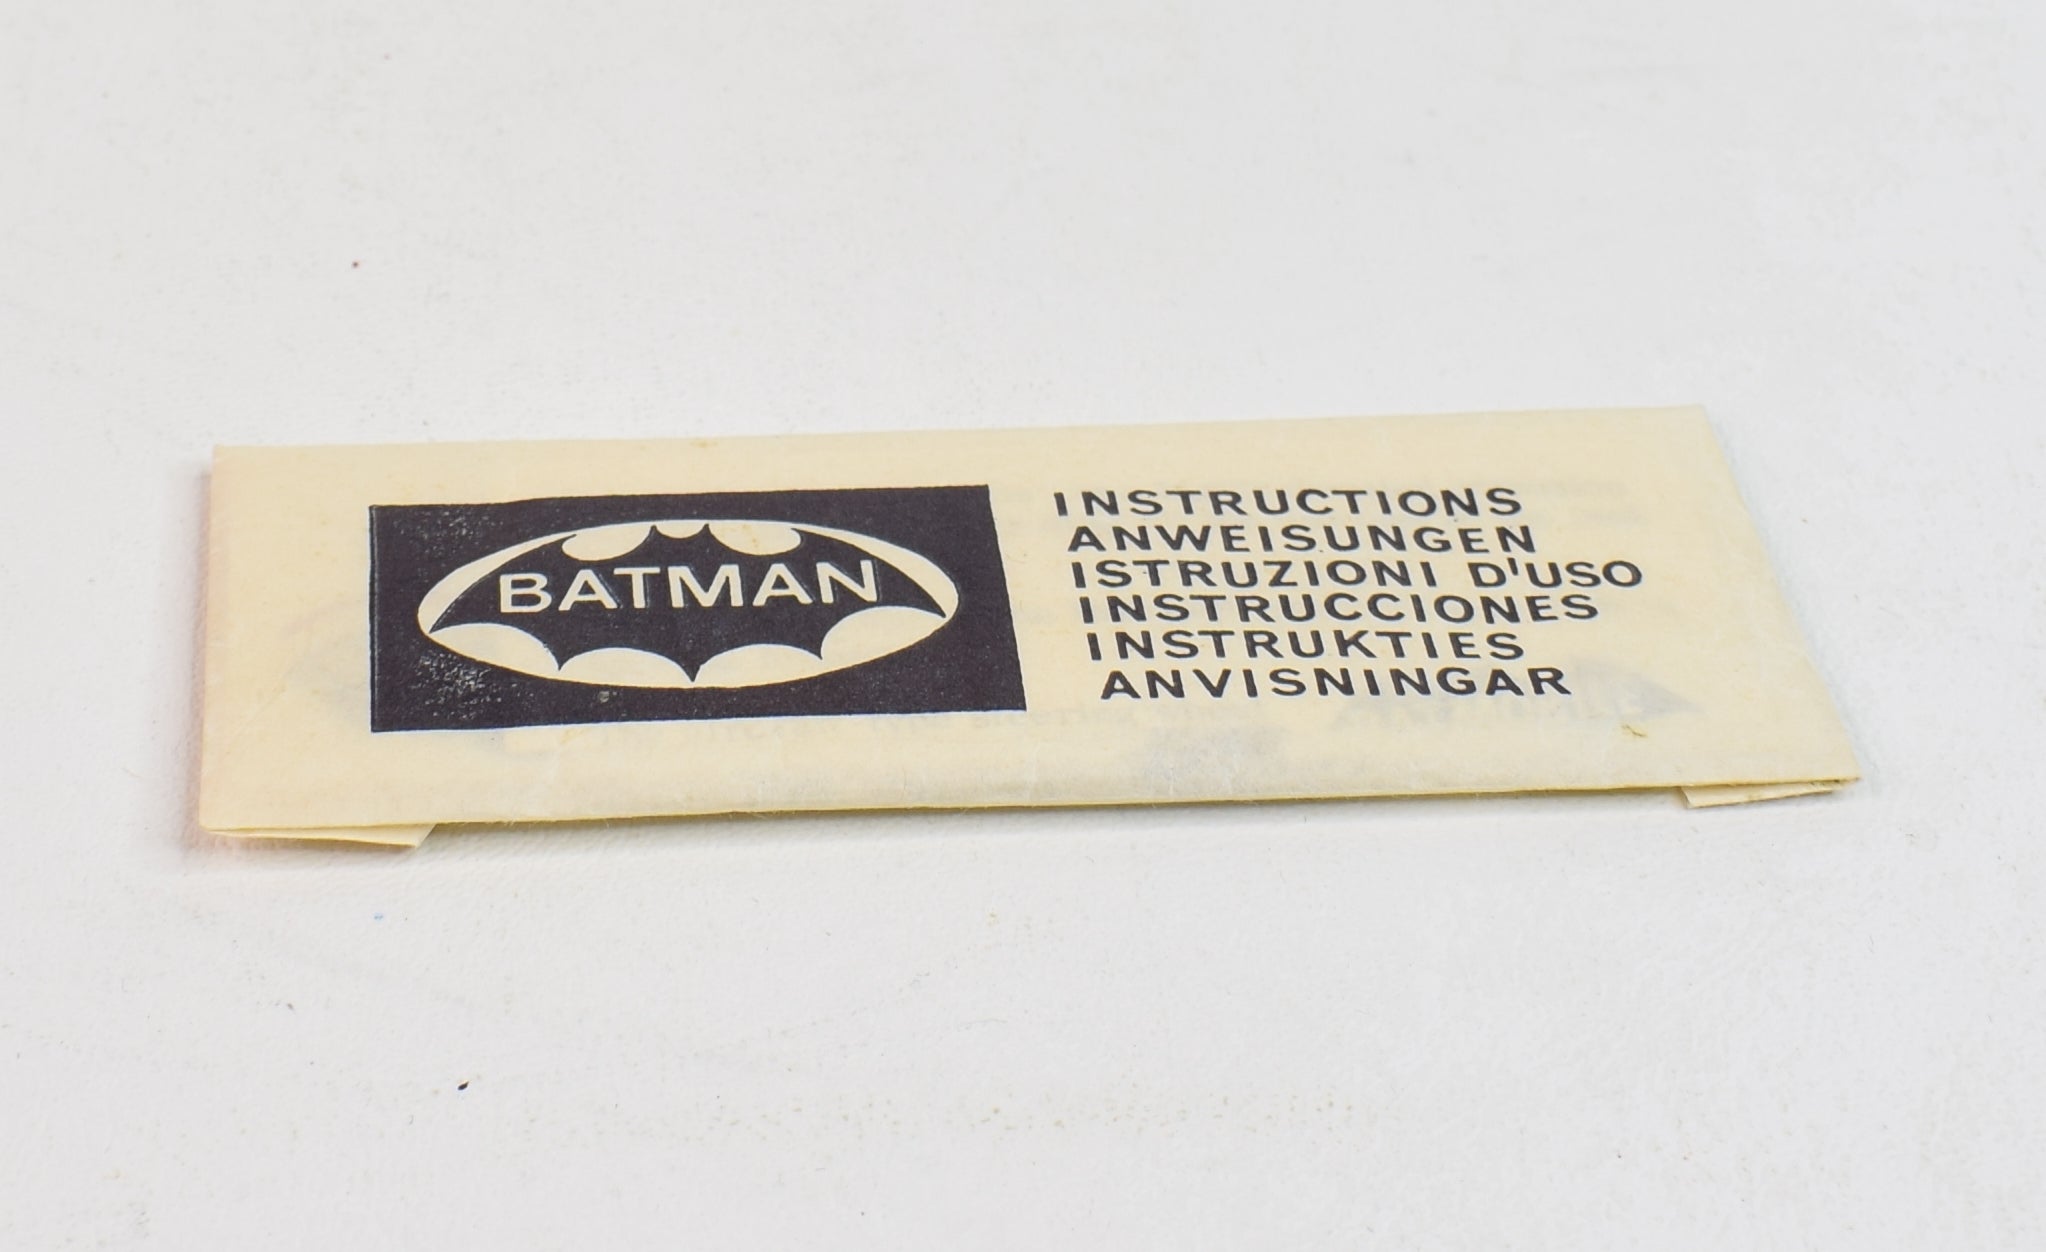 BATMAN
INSTRUCTIONS
ANWEISUNGEN
ISTRUZIONI D'USO
INSTRUCCIONES
INSTRUKTIES
ANVISNINGAR